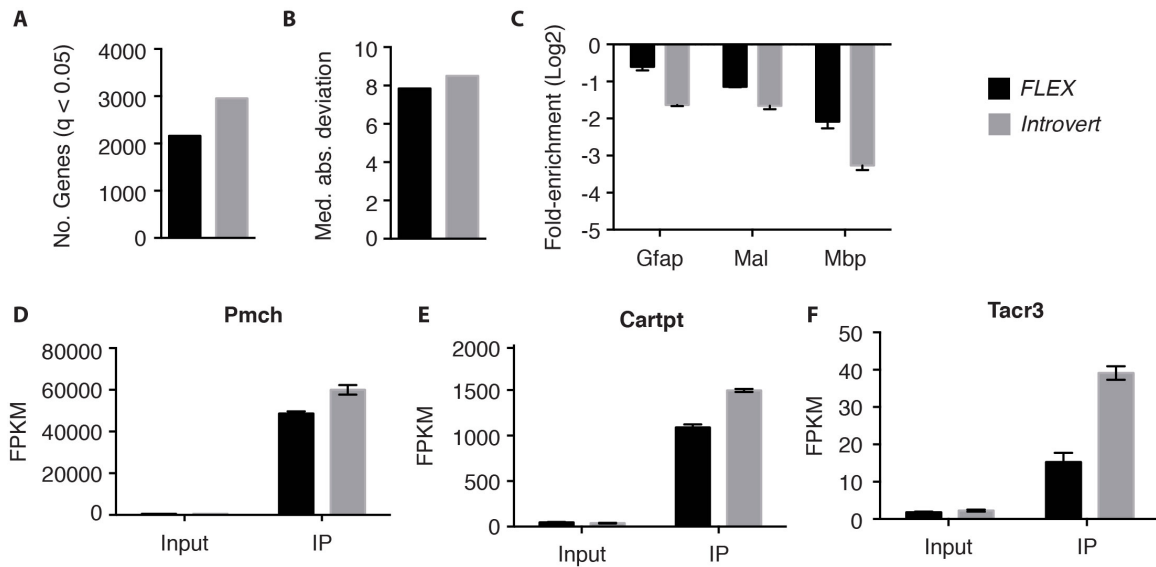 A
No. Genes (q < 0.05)
4000
3000
2000
1000
0
B
Med. abs. deviation
10
8
6
4
2
0
C
Fold-enrichment (Log2)
0
-1
-2
-3
-4
-5
Gfap
Mal
Mbp
FLEX
Introvert
D
Pmch
FPKM
80000
60000
40000
20000
0
Input
IP
E
Cartpt
FPKM
2000
1500
1000
500
0
Input
IP
F
Tacr3
FPKM
50
40
30
20
10
0
Input
IP